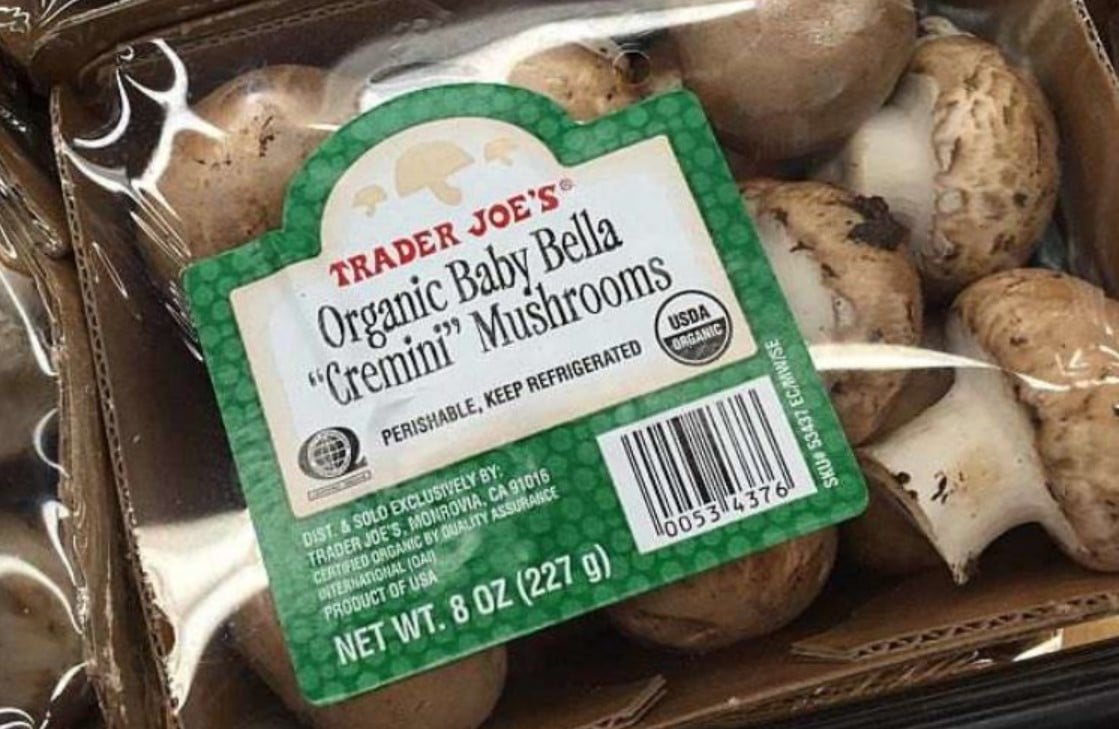 TRADER JOE'S®
Organic Baby Bella
“Cremini” Mushrooms
PERISHABLE, KEEP REFRIGERATED
USDA
ORGANIC
DIST. & SOLD EXCLUSIVELY BY:
TRADER JOE'S, MONROVIA, CA 91016
CERTIFIED ORGANIC BY QUALITY ASSURANCE
INTERNATIONAL (QAI)
PRODUCT OF USA
NET WT. 8 OZ (227 g)
0053 4376
SKU# 53437 EC/MW/SE